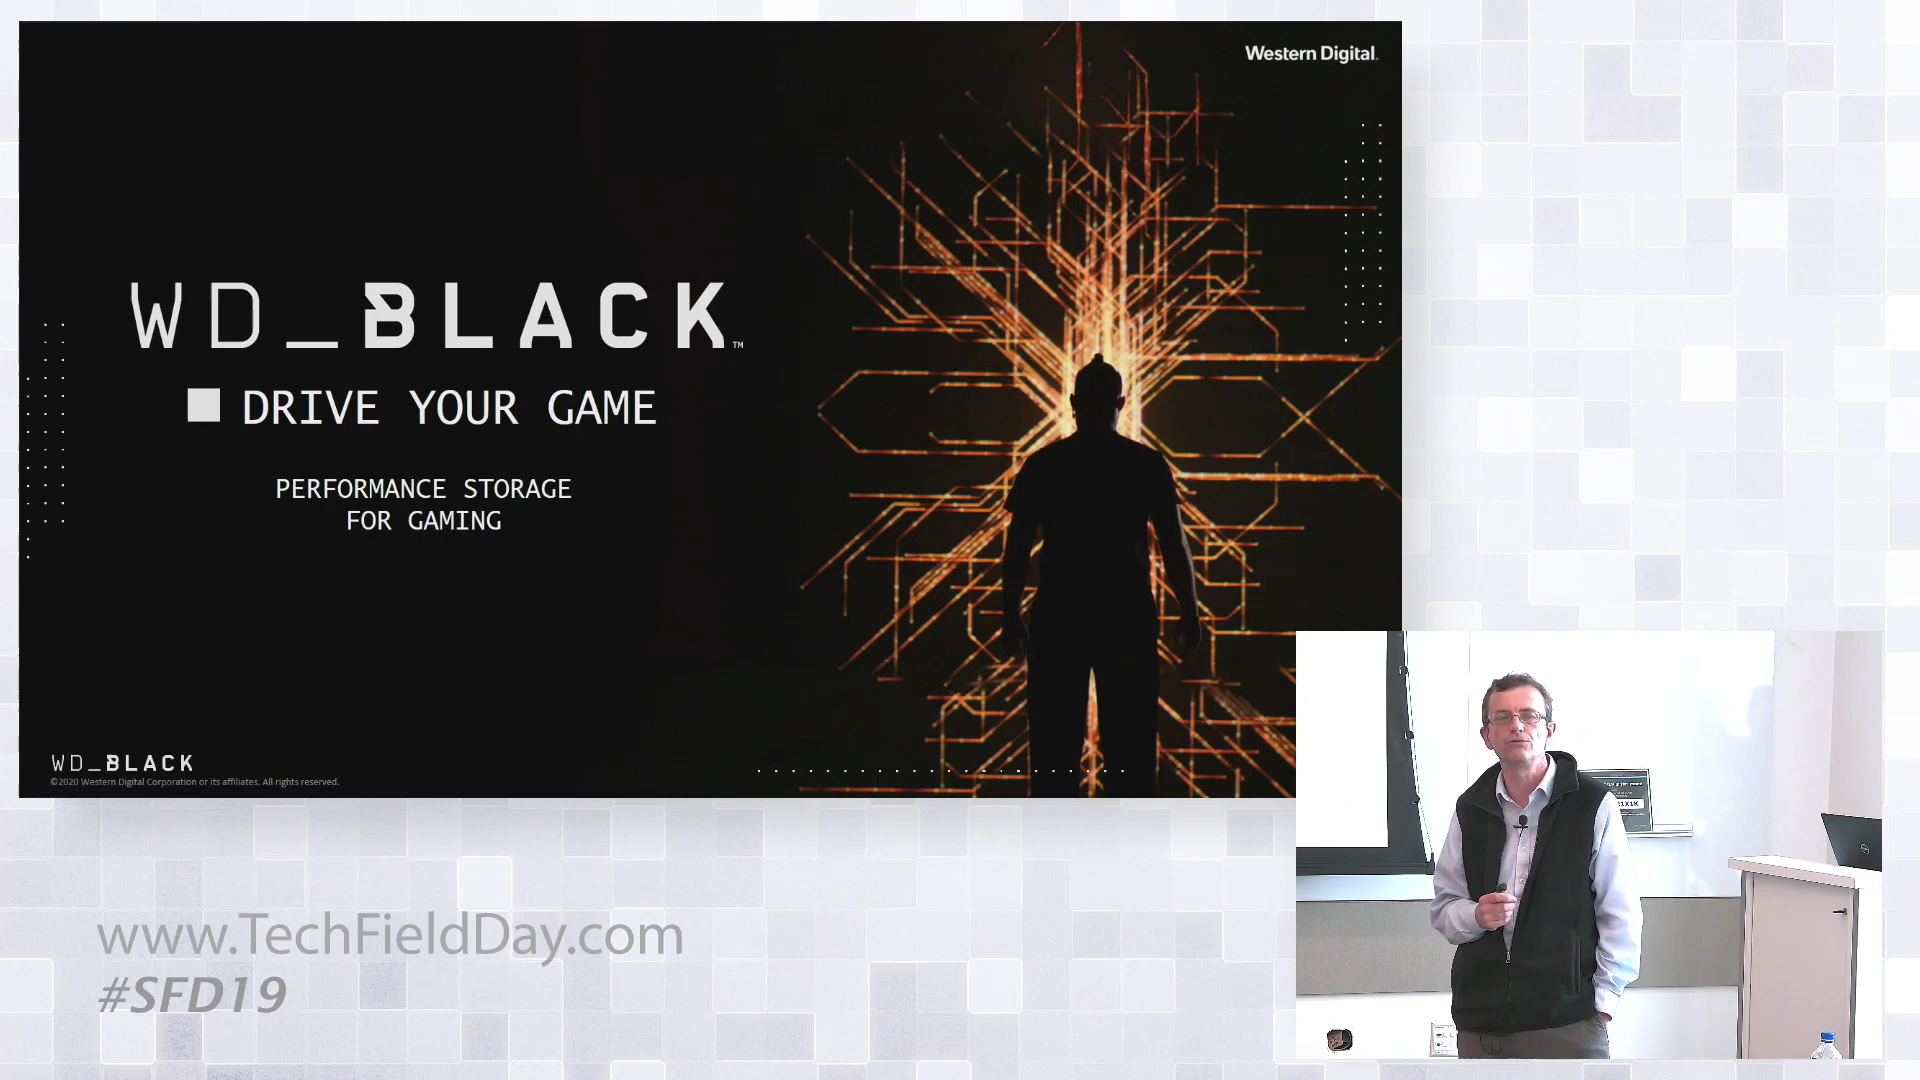 Western Digital.
WD_BLACK™
DRIVE YOUR GAME
PERFORMANCE STORAGE
FOR GAMING
WD_BLACK
©2020 Western Digital Corporation or its affiliates. All rights reserved.
www.TechFieldDay.com
#SFD19